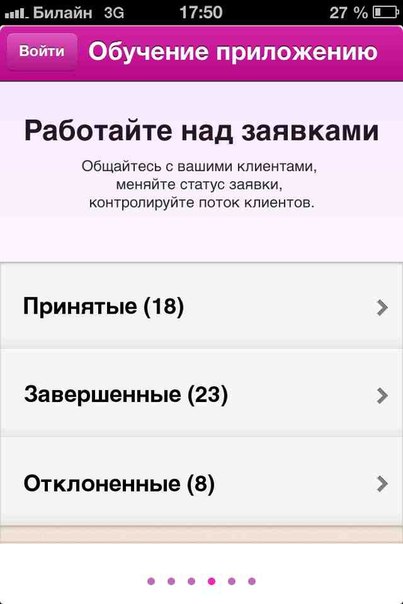 Билайн 3G 17:50 27 %
Войти Обучение приложению
Работайте над заявками
Общайтесь с вашими клиентами,
меняйте статус заявки,
контролируйте поток клиентов.
Принятые (18)
Завершенные (23)
Отклоненные (8)